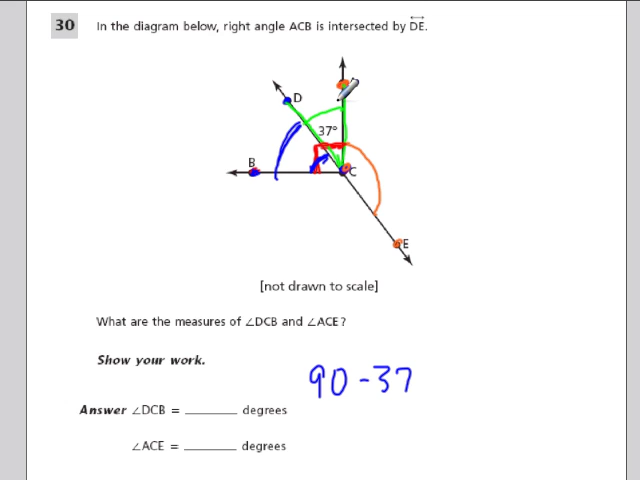 30 In the diagram below, right angle ACB is intersected by DE.
D
37°
B
C
E
[not drawn to scale]
What are the measures of ∠DCB and ∠ACE?
Show your work.
90-37
Answer ∠DCB = ________ degrees
∠ACE = ________ degrees